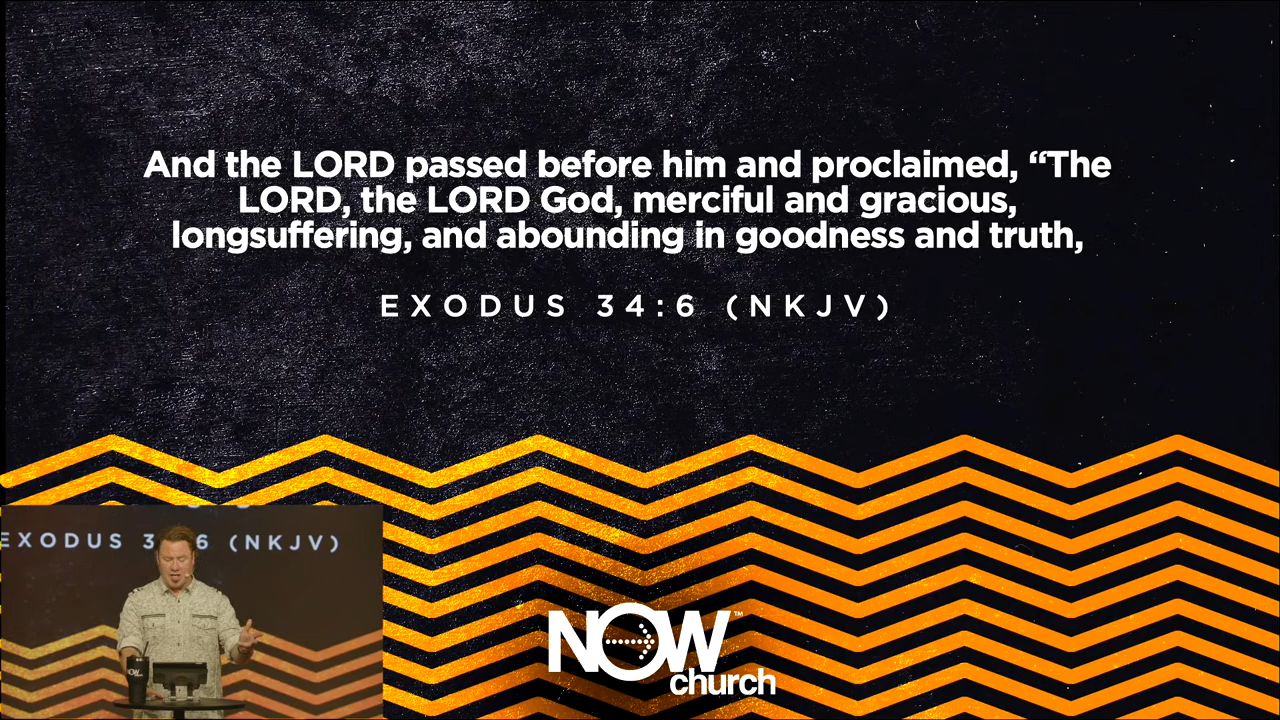 And the LORD passed before him and proclaimed, “The
LORD, the LORD God, merciful and gracious,
longsuffering, and abounding in goodness and truth,
EXODUS 34:6 (NKJV)
EXODUS 3 6 (NKJV)
NOW™
church
NOW